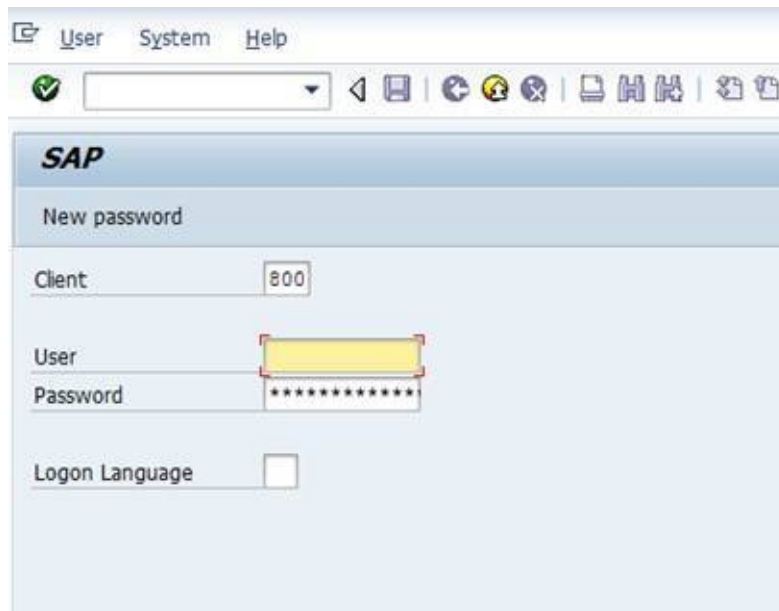 User System Help
SAP
New password
Client 800
User
Password *************
Logon Language